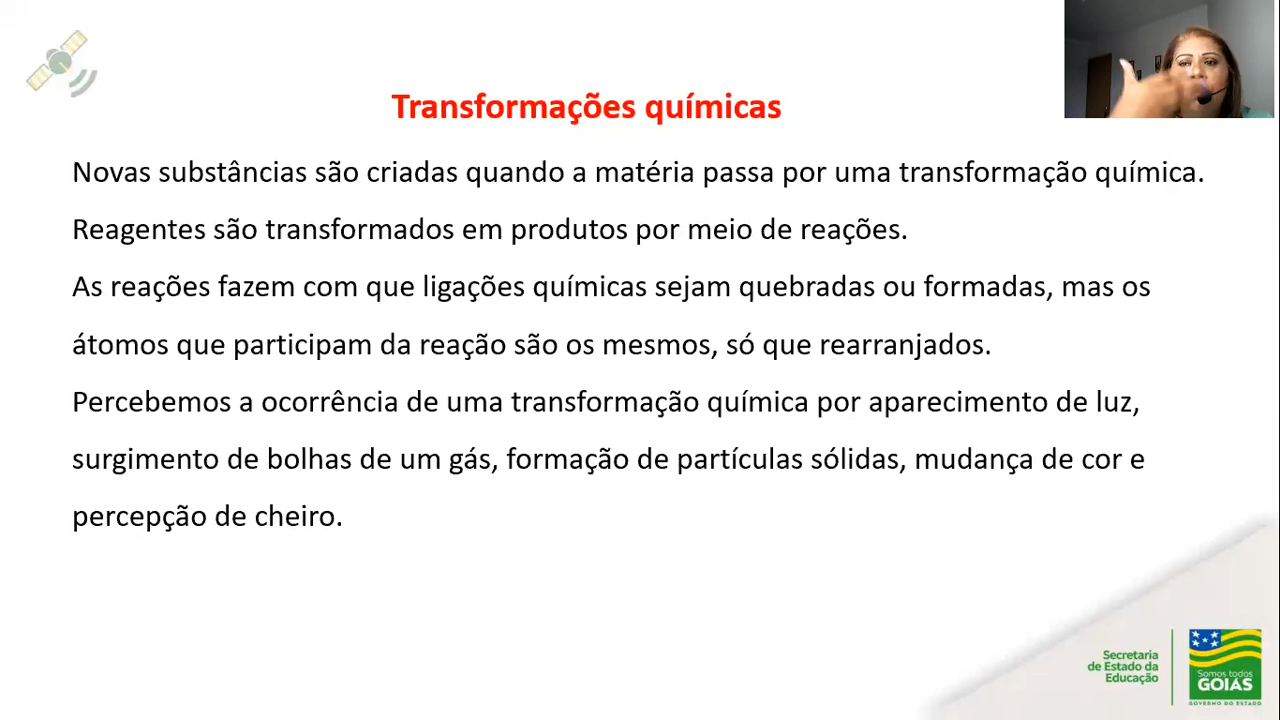 Transformações químicas
Novas substâncias são criadas quando a matéria passa por uma transformação química.
Reagentes são transformados em produtos por meio de reações.
As reações fazem com que ligações químicas sejam quebradas ou formadas, mas os
átomos que participam da reação são os mesmos, só que rearranjados.
Percebemos a ocorrência de uma transformação química por aparecimento de luz,
surgimento de bolhas de um gás, formação de partículas sólidas, mudança de cor e
percepção de cheiro.
Secretaria
de Estado da
Educação
Somos todos
GOIÁS
GOVERNO DO ESTADO